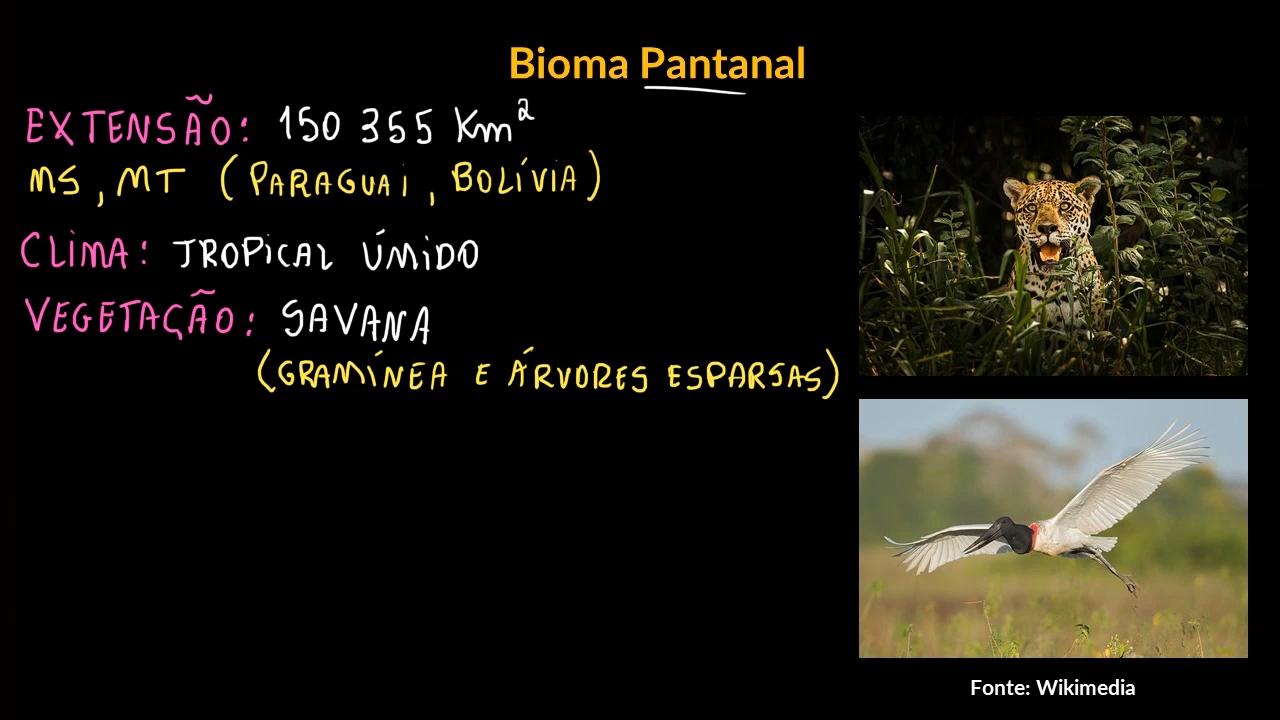 Bioma Pantanal
EXTENSÃO: 150 355 Km²
MS, MT (PARAGUAI, BOLÍVIA)
CLIMA: TROPICAL ÚMIDO
VEGETAÇÃO: SAVANA
(GRAMÍNEA E ÁRVORES ESPARSAS)
Fonte: Wikimedia